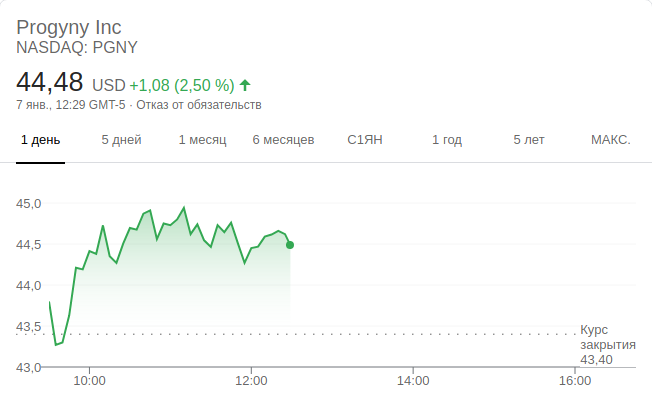 Progyny Inc
NASDAQ: PGNY
44,48 USD +1,08 (2,50 %)
7 янв., 12:29 GMT-5 · Отказ от обязательств
1 день 5 дней 1 месяц 6 месяцев С1ЯН 1 год 5 лет МАКС.
45,0
44,5
44,0
43,5
Курс
закрытия
43,40
43,0
10:00 12:00 14:00 16:00